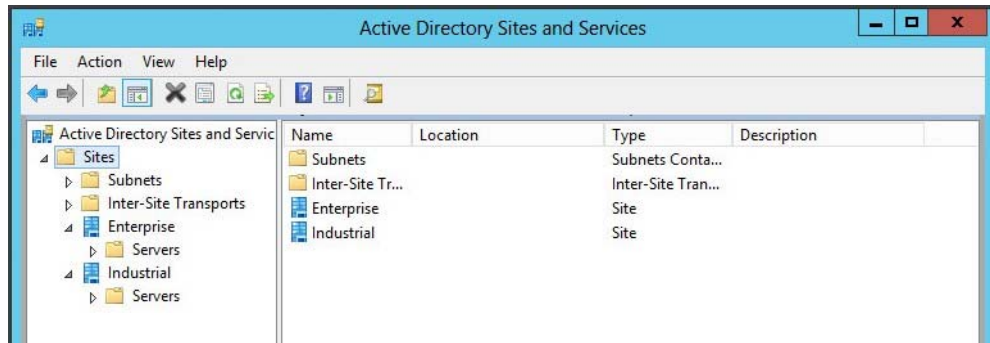 Active Directory Sites and Services
File Action View Help
Active Directory Sites and Servic
Sites
Subnets
Inter-Site Transports
Enterprise
Servers
Industrial
Servers
Name Location Type Description
Subnets Subnets Conta...
Inter-Site Tr... Inter-Site Tran...
Enterprise Site
Industrial Site